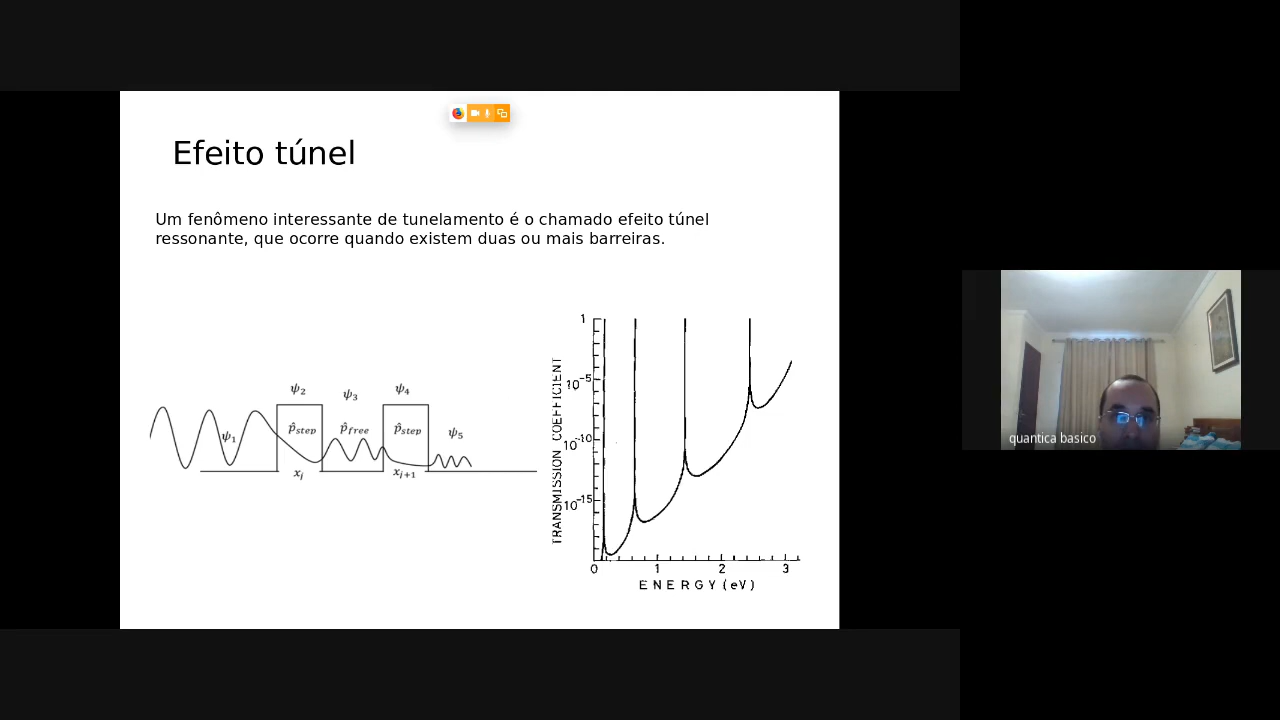 Efeito túnel
Um fenômeno interessante de tunelamento é o chamado efeito túnel
ressonante, que ocorre quando existem duas ou mais barreiras.
ψ₂
ψ₃
ψ₄
ψ₁
p̂step
p̂free
p̂step
ψ₅
xj
xj+1
TRANSMISSION COEFFICIENT
1
10⁻⁵
10⁻¹⁰
10⁻¹⁵
0 1 2 3
ENERGY (eV)
quantica basico